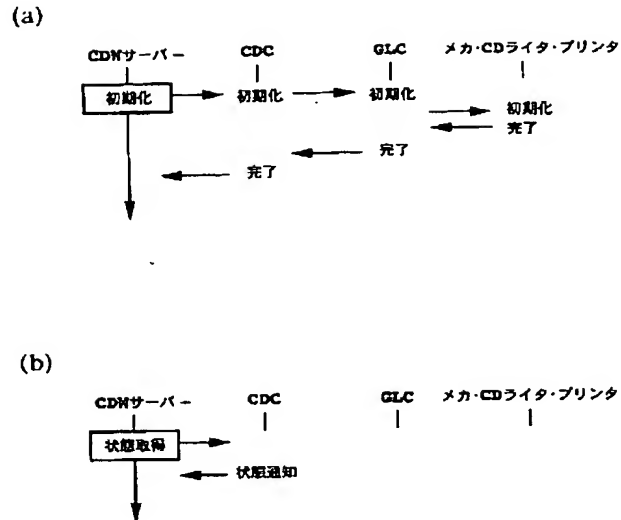 (a)
CDWサーバー CDC GLC メカ・CDライタ・プリンタ
初期化 初期化 初期化
初期化
完了
完了
完了
(b)
CDWサーバー CDC GLC メカ・CDライタ・プリンタ
状態取得
状態通知